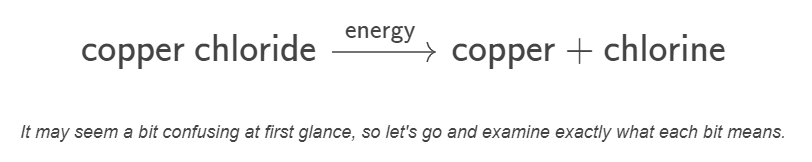 energy
copper chloride ⟶ copper + chlorine
It may seem a bit confusing at first glance, so let's go and examine exactly what each bit means.